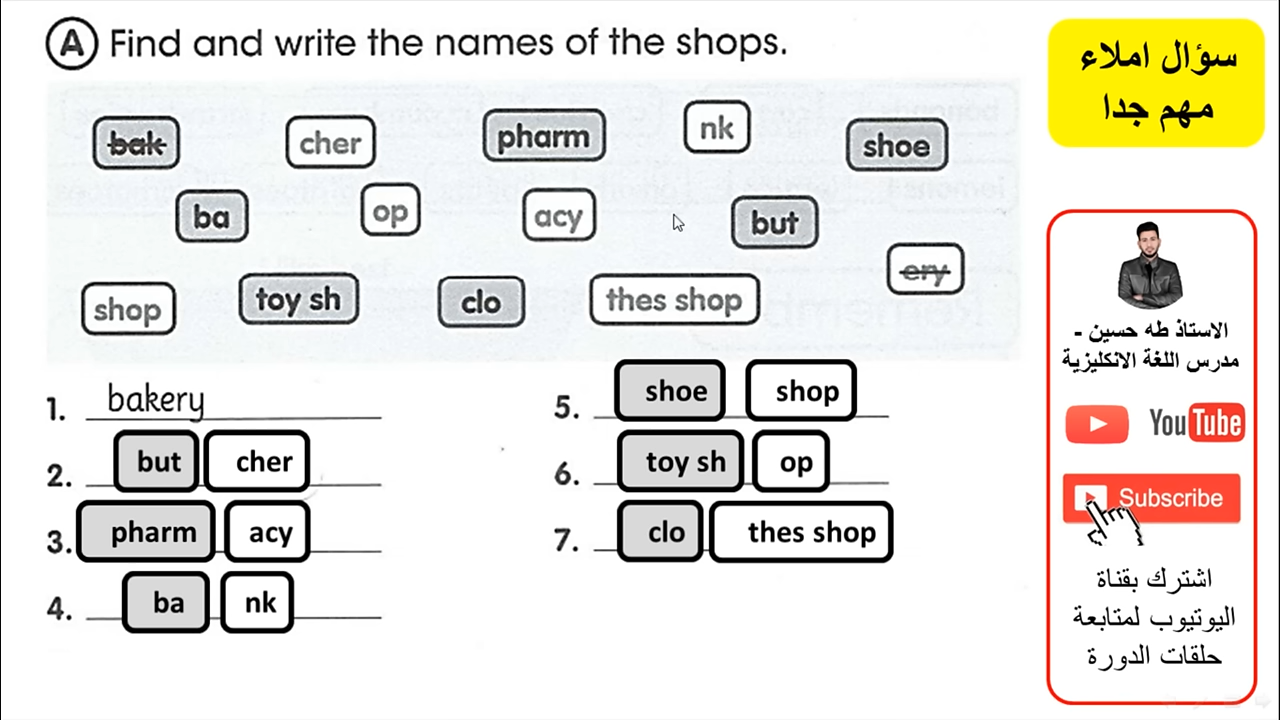 A Find and write the names of the shops.
bak cher pharm nk shoe
ba op acy but
ery
shop toy sh clo thes shop
1. bakery
2. but cher
3. pharm acy
4. ba nk
5. shoe shop
6. toy sh op
7. clo thes shop
سؤال املاء
مهم جدا
الاستاذ طه حسين -
مدرس اللغة الانكليزية
YouTube
Subscribe
اشترك بقناة
اليوتيوب لمتابعة
حلقات الدورة